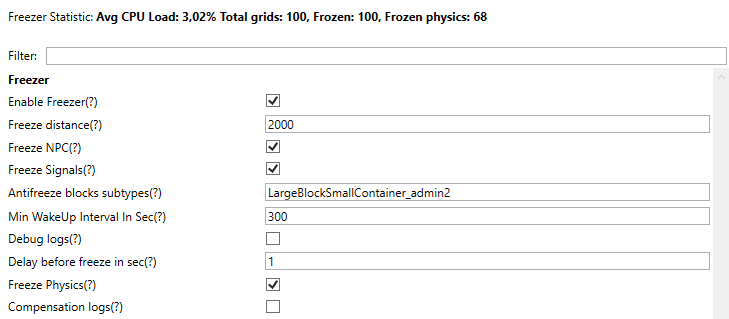 Freezer Statistic: Avg CPU Load: 3,02% Total grids: 100, Frozen: 100, Frozen physics: 68
Filter:
Freezer
Enable Freezer(?)
Freeze distance(?) 2000
Freeze NPC(?)
Freeze Signals(?)
Antifreeze blocks subtypes(?) LargeBlockSmallContainer_admin2
Min WakeUp Interval In Sec(?) 300
Debug logs(?)
Delay before freeze in sec(?) 1
Freeze Physics(?)
Compensation logs(?)